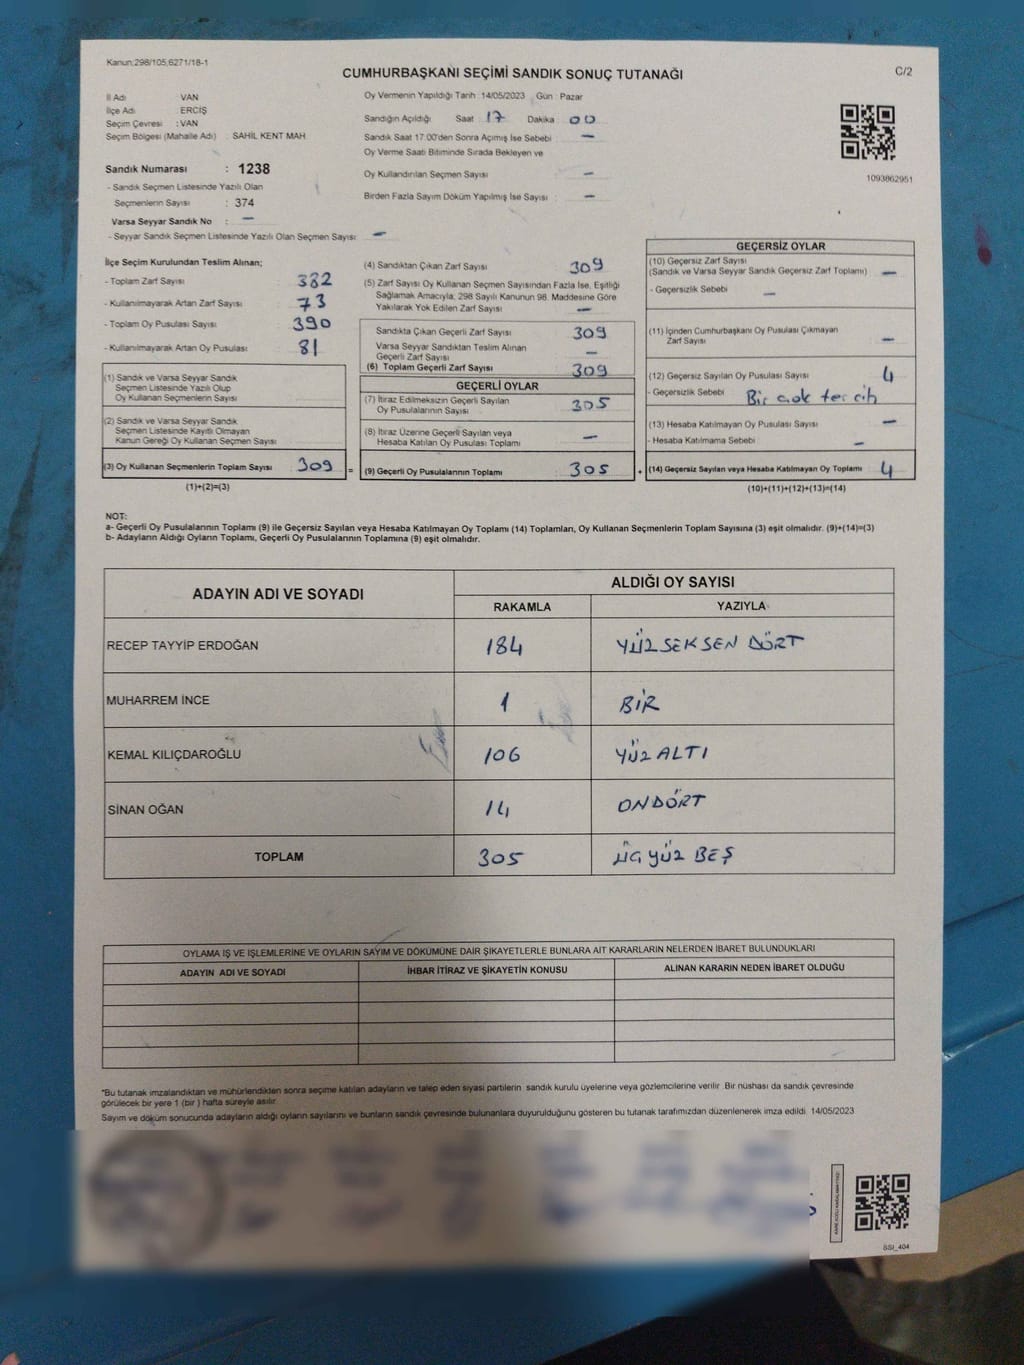 Kanun;298/105,6271/18-1
CUMHURBAŞKANI SEÇİMİ SANDIK SONUÇ TUTANAĞI
C/2
İl Adı : VAN
İlçe Adı : ERCİŞ
Seçim Çevresi : VAN
Seçim Bölgesi (Mahalle Adı) : SAHİL KENT MAH
Sandık Numarası : 1238
- Sandık Seçmen Listesinde Yazılı Olan
Seçmenlerin Sayısı : 374
Varsa Seyyar Sandık No : —
- Seyyar Sandık Seçmen Listesinde Yazılı Olan Seçmen Sayısı: —
Oy Vermenin Yapıldığı Tarih : 14/05/2023 Gün : Pazar
Sandığın Açıldığı Saat : 17 Dakika : 00
Sandık Saat 17:00'den Sonra Açımış İse Sebebi : —
Oy Verme Saati Bitiminde Sırada Bekleyen ve
Oy Kullandırılan Seçmen Sayısı : —
Birden Fazla Sayım Döküm Yapılmış İse Sayısı : —
1093862951
İlçe Seçim Kurulundan Teslim Alınan;
- Toplam Zarf Sayısı : 382
- Kullanılmayarak Artan Zarf Sayısı : 73
- Toplam Oy Pusulası Sayısı : 390
- Kullanılmayarak Artan Oy Pusulası : 81
(1) Sandık ve Varsa Seyyar Sandık
Seçmen Listesinde Yazılı Olup
Oy Kullanan Seçmenlerin Sayısı :
(2) Sandık ve Varsa Seyyar Sandık
Seçmen Listesinde Kayıtlı Olmayan
Kanun Gereği Oy Kullanan Seçmen Sayısı :
(3) Oy Kullanan Seçmenlerin Toplam Sayısı : 309 =
(1)+(2)=(3)
(4) Sandıktan Çıkan Zarf Sayısı : 309
(5) Zarf Sayısı Oy Kullanan Seçmen Sayısından Fazla İse, Eşitliği
Sağlamak Amacıyla; 298 Sayılı Kanunun 98. Maddesine Göre
Yakılarak Yok Edilen Zarf Sayısı : —
Sandıkta Çıkan Geçerli Zarf Sayısı : 309
Varsa Seyyar Sandıktan Teslim Alınan
Geçerli Zarf Sayısı : —
(6) Toplam Geçerli Zarf Sayısı : 309
GEÇERLİ OYLAR
(7) İtiraz Edilmeksizin Geçerli Sayılan
Oy Pusulalarının Sayısı : 305
(8) İtiraz Üzerine Geçerli Sayılan veya
Hesaba Katılan Oy Pusulası Toplamı : —
(9) Geçerli Oy Pusulalarının Toplamı : 305 +
GEÇERSİZ OYLAR
(10) Geçersiz Zarf Sayısı
(Sandık ve Varsa Seyyar Sandık Geçersiz Zarf Toplamı) : —
- Geçersizlik Sebebi : —
(11) İçinden Cumhurbaşkanı Oy Pusulası Çıkmayan
Zarf Sayısı : —
(12) Geçersiz Sayılan Oy Pusulası Sayısı : 4
- Geçersizlik Sebebi : Bir çok tercih
(13) Hesaba Katılmayan Oy Pusulası Sayısı : —
- Hesaba Katılmama Sebebi : —
(14) Geçersiz Sayılan veya Hesaba Katılmayan Oy Toplamı : 4
(10)+(11)+(12)+(13)=(14)
NOT:
a- Geçerli Oy Pusulalarının Toplamı (9) ile Geçersiz Sayılan veya Hesaba Katılmayan Oy Toplamı (14) Toplamları, Oy Kullanan Seçmenlerin Toplam Sayısına (3) eşit olmalıdır. (9)+(14)=(3)
b- Adayların Aldığı Oyların Toplamı, Geçerli Oy Pusulalarının Toplamına (9) eşit olmalıdır.
ADAYIN ADI VE SOYADI
ALDIĞI OY SAYISI
RAKAMLA YAZIYLA
RECEP TAYYİP ERDOĞAN 184 YÜZSEKSEN DÖRT
MUHARREM İNCE 1 BİR
KEMAL KILIÇDAROĞLU 106 YÜZALTI
SİNAN OĞAN 14 ONDÖRT
TOPLAM 305 ÜÇ YÜZ BEŞ
OYLAMA İŞ VE İŞLEMLERİNE VE OYLARIN SAYIM VE DÖKÜMÜNE DAİR ŞİKAYETLERLE BUNLARA AİT KARARLARIN NELERDEN İBARET BULUNDUKLARI
ADAYIN ADI VE SOYADI İHBAR İTİRAZ VE ŞİKAYETİN KONUSU ALINAN KARARIN NEDEN İBARET OLDUĞU
*Bu tutanak imzalandıktan ve mühürlendikten sonra seçime katılan adayların ve talep eden siyasi partilerin sandık kurulu üyelerine veya gözlemcilerine verilir. Bir nüshası da sandık çevresinde
görülecek bir yere 1 (bir) hafta süreyle asılır.
Sayım ve döküm sonucunda adayların aldığı oyların sayılarını ve bunların sandık çevresinde bulunanlara duyurulduğunu gösteren bu tutanak tarafımızdan düzenlenerek imza edildi. 14/05/2023
SSI_404